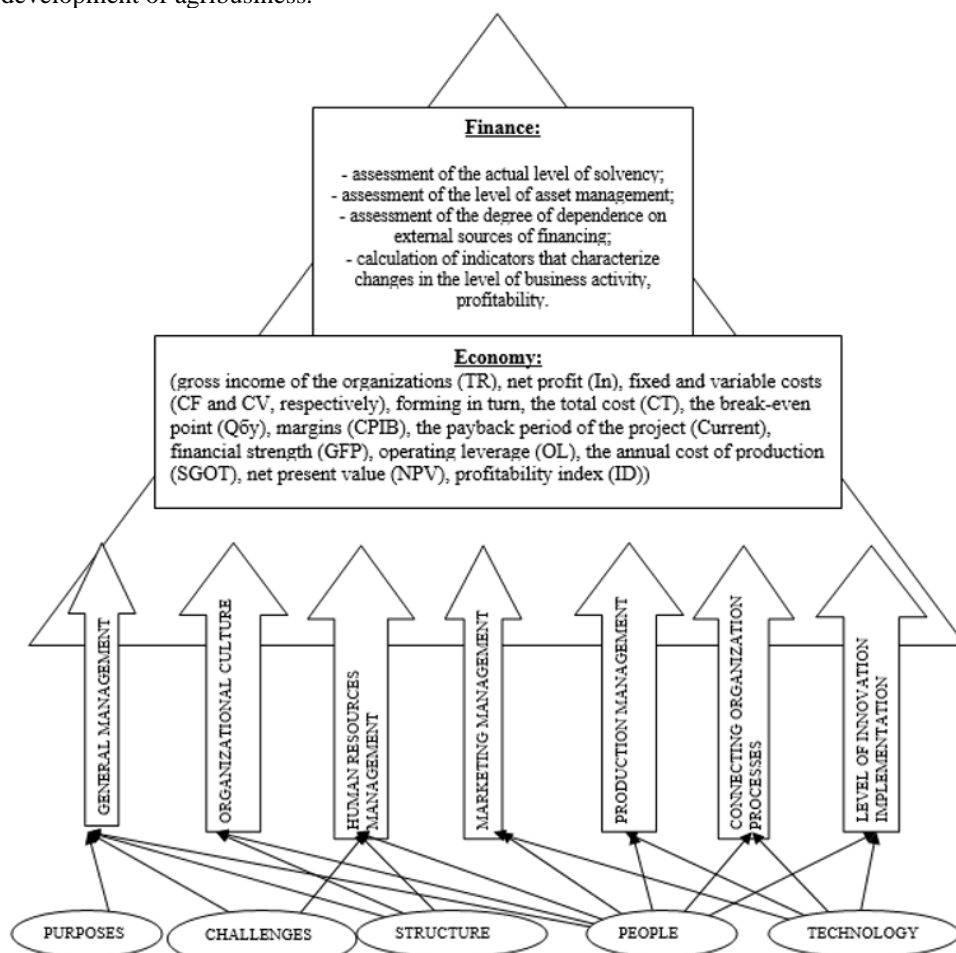 development of agribusiness.
Finance:
- assessment of the actual level of solvency;
- assessment of the level of asset management;
- assessment of the degree of dependence on
external sources of financing;
- calculation of indicators that characterize
changes in the level of business activity,
profitability.
Economy:
(gross income of the organizations (TR), net profit (In), fixed and variable costs
(CF and CV, respectively), forming in turn, the total cost (CT), the break-even
point (Qбу), margins (CPIB), the payback period of the project (Current),
financial strength (GFP), operating leverage (OL), the annual cost of production
(SGOT), net present value (NPV), profitability index (ID))
GENERAL MANAGEMENT
ORGANIZATIONAL CULTURE
HUMAN RESOURCES
MANAGEMENT
MARKETING MANAGEMENT
PRODUCTION MANAGEMENT
CONNECTING ORGANIZATION
PROCESSES
LEVEL OF INNOVATION
IMPLEMENTATION
PURPOSES
CHALLENGES
STRUCTURE
PEOPLE
TECHNOLOGY